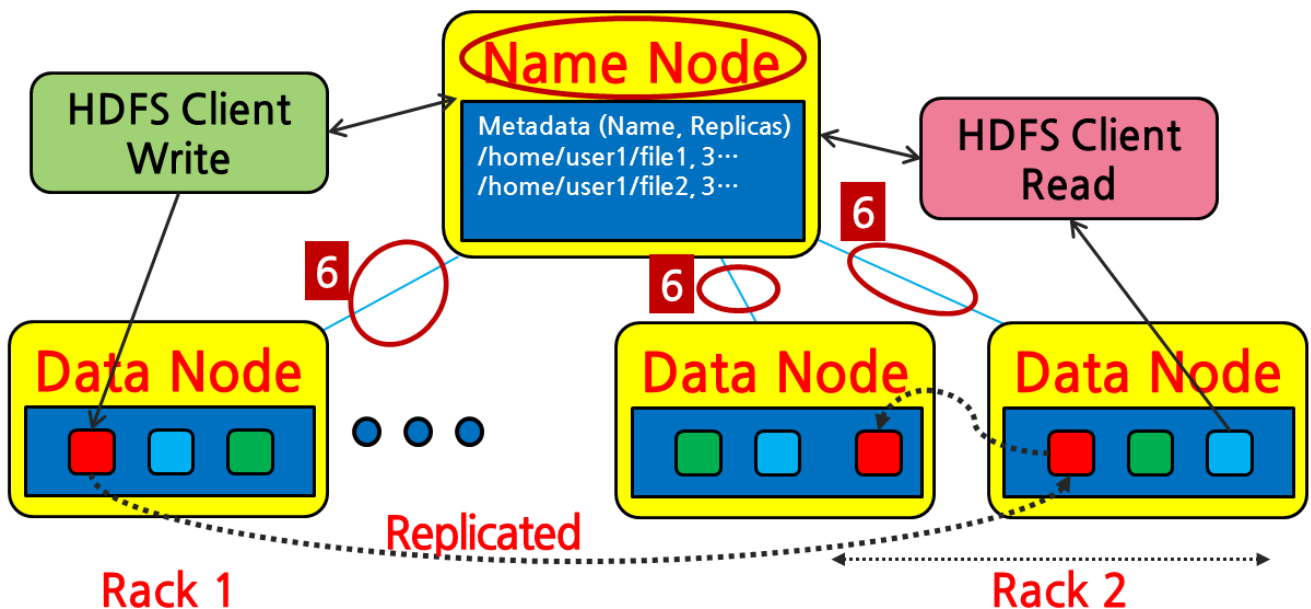 Name Node
HDFS Client
Write
Metadata (Name, Replicas)
/home/user1/file1, 3…
/home/user1/file2, 3…
HDFS Client
Read
6
6
6
Data Node
Data Node
Data Node
Replicated
Rack 1
Rack 2